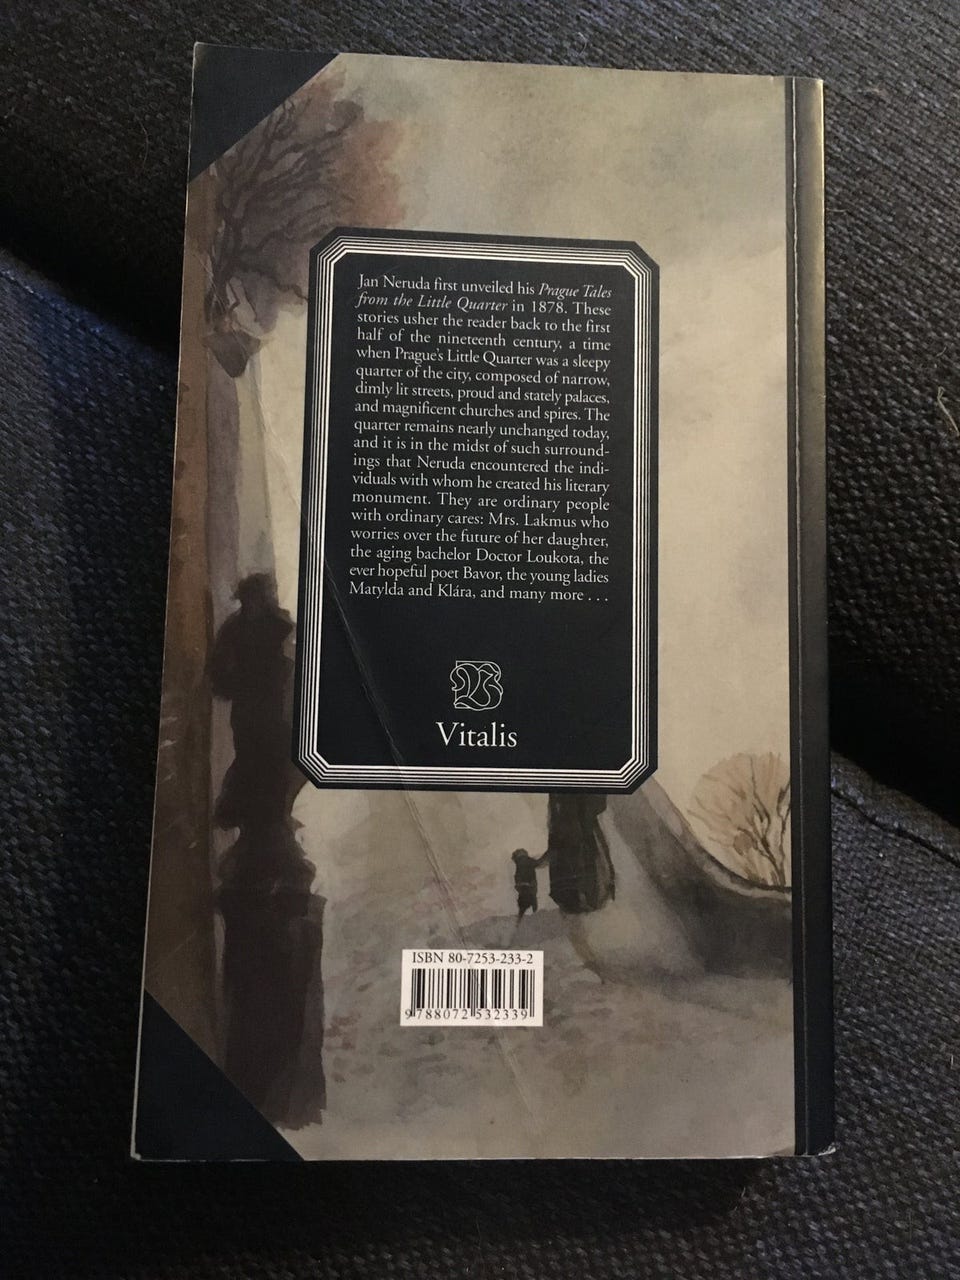 Jan Neruda first unveiled his Prague Tales
from the Little Quarter in 1878. These
stories usher the reader back to the first
half of the nineteenth century, a time
when Prague's Little Quarter was a sleepy
quarter of the city, composed of narrow,
dimly lit streets, proud and stately palaces,
and magnificent churches and spires. The
quarter remains nearly unchanged today,
and it is in the midst of such surround-
ings that Neruda encountered the indi-
viduals with whom he created his literary
monument. They are ordinary people
with ordinary cares: Mrs. Lakmus who
worries over the future of her daughter,
the aging bachelor Doctor Loukota, the
ever hopeful poet Bavor, the young ladies
Matylda and Klára, and many more . . .
Vitalis
ISBN 80-7253-233-2
9788072532339